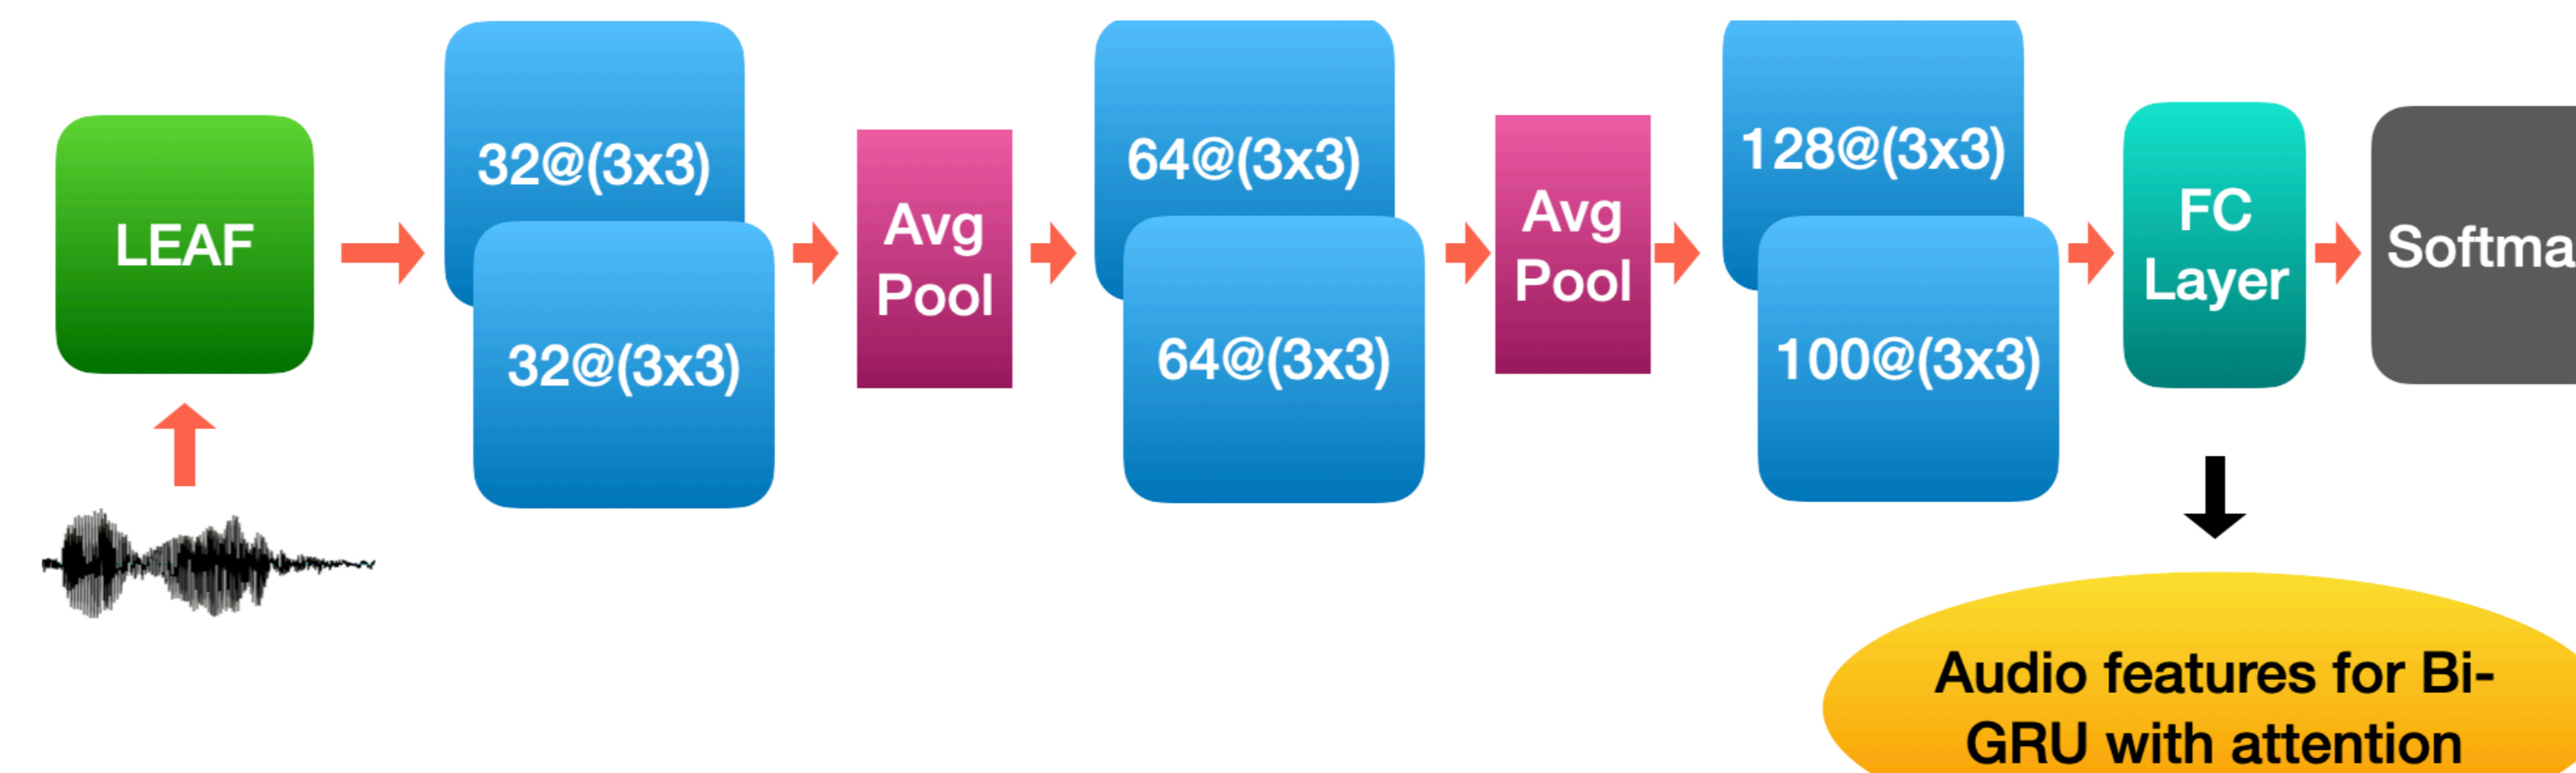 LEAF
32@(3x3)
32@(3x3)
Avg
Pool
64@(3x3)
64@(3x3)
Avg
Pool
128@(3x3)
100@(3x3)
FC
Layer
Softma
Audio features for Bi-
GRU with attention